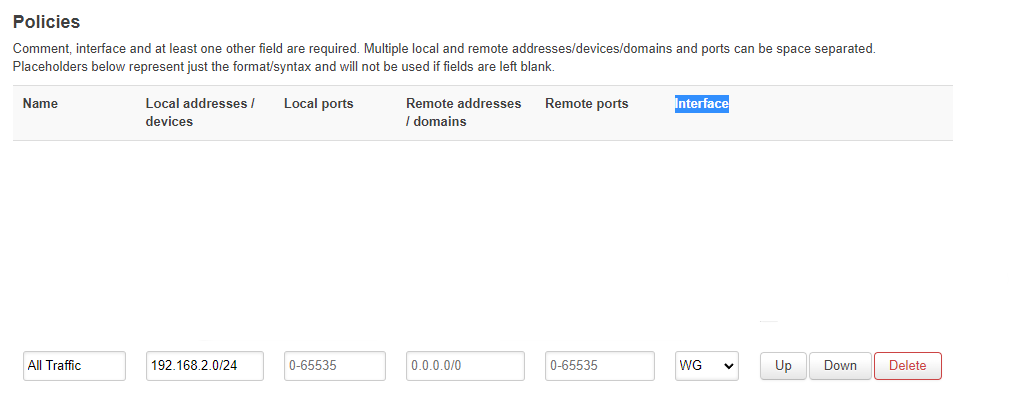 Policies
Comment, interface and at least one other field are required. Multiple local and remote addresses/devices/domains and ports can be space separated.
Placeholders below represent just the format/syntax and will not be used if fields are left blank.
Name
Local addresses /
devices
Local ports
Remote addresses
/ domains
Remote ports
Interface
All Traffic
192.168.2.0/24
0-65535
0.0.0.0/0
0-65535
WG
Up
Down
Delete